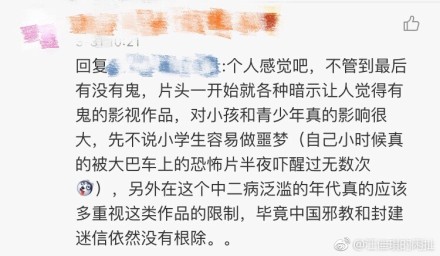 回复 :个人感觉吧，不管到最后
有没有鬼，片头一开始就各种暗示让人觉得有
鬼的影视作品，对小孩和青少年真的影响很
大，先不说小学生容易做噩梦（自己小时候真
的被大巴车上的恐怖片半夜吓醒过无数次
），另外在这个中二病泛滥的年代真的应该
多重视这类作品的限制，毕竟中国邪教和封建
迷信依然没有根除。。